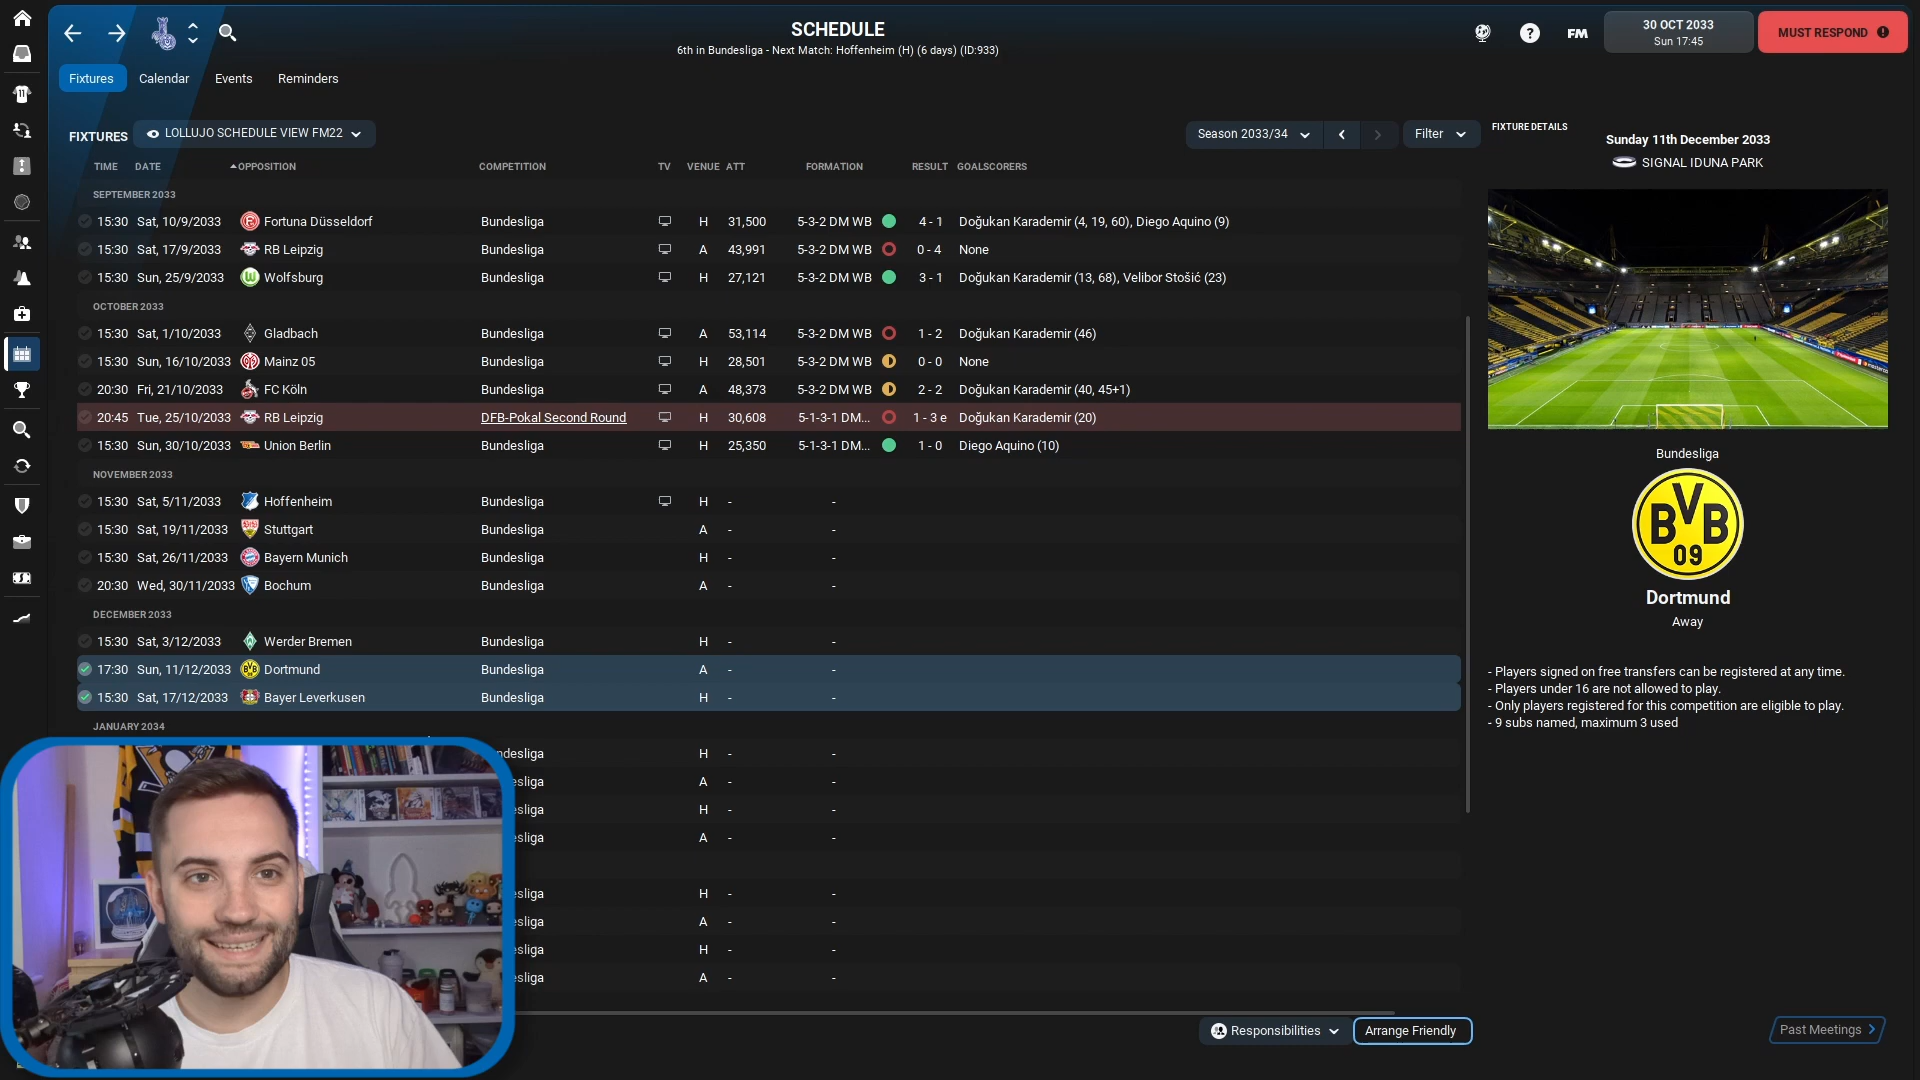 SCHEDULE
6th in Bundesliga - Next Match: Hoffenheim (H) (6 days) (ID:933)
FM
30 OCT 2033
Sun 17:45
MUST RESPOND
Fixtures Calendar Events Reminders
FIXTURES LOLLUJO SCHEDULE VIEW FM22
Season 2033/34 Filter
TIME DATE OPPOSITION COMPETITION TV VENUE ATT FORMATION RESULT GOALSCORERS
SEPTEMBER 2033
15:30 Sat, 10/9/2033 Fortuna Düsseldorf Bundesliga H 31,500 5-3-2 DM WB 4 - 1 Doğukan Karademir (4, 19, 60), Diego Aquino (9)
15:30 Sat, 17/9/2033 RB Leipzig Bundesliga A 43,991 5-3-2 DM WB 0 - 4 None
15:30 Sun, 25/9/2033 Wolfsburg Bundesliga H 27,121 5-3-2 DM WB 3 - 1 Doğukan Karademir (13, 68), Velibor Stošić (23)
OCTOBER 2033
15:30 Sat, 1/10/2033 Gladbach Bundesliga A 53,114 5-3-2 DM WB 1 - 2 Doğukan Karademir (46)
15:30 Sun, 16/10/2033 Mainz 05 Bundesliga H 28,501 5-3-2 DM WB 0 - 0 None
20:30 Fri, 21/10/2033 FC Köln Bundesliga A 48,373 5-3-2 DM WB 2 - 2 Doğukan Karademir (40, 45+1)
20:45 Tue, 25/10/2033 RB Leipzig DFB-Pokal Second Round H 30,608 5-1-3-1 DM... 1 - 3 e Doğukan Karademir (20)
15:30 Sun, 30/10/2033 Union Berlin Bundesliga H 25,350 5-1-3-1 DM... 1 - 0 Diego Aquino (10)
NOVEMBER 2033
15:30 Sat, 5/11/2033 Hoffenheim Bundesliga H - -
15:30 Sat, 19/11/2033 Stuttgart Bundesliga A - -
15:30 Sat, 26/11/2033 Bayern Munich Bundesliga H - -
20:30 Wed, 30/11/2033 Bochum Bundesliga A - -
DECEMBER 2033
15:30 Sat, 3/12/2033 Werder Bremen Bundesliga H - -
17:30 Sun, 11/12/2033 Dortmund Bundesliga A - -
15:30 Sat, 17/12/2033 Bayer Leverkusen Bundesliga H - -
JANUARY 2034
ndesliga H - -
esliga A - -
esliga H - -
esliga A - -
esliga H - -
esliga A - -
esliga H - -
esliga A - -
Responsibilities Arrange Friendly
FIXTURE DETAILS
Sunday 11th December 2033
SIGNAL IDUNA PARK
Bundesliga
BVB
09
Dortmund
Away
- Players signed on free transfers can be registered at any time.
- Players under 16 are not allowed to play.
- Only players registered for this competition are eligible to play.
- 9 subs named, maximum 3 used
Past Meetings